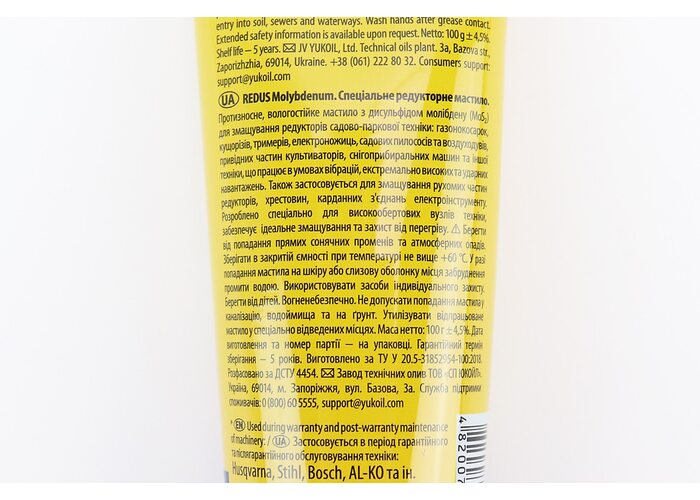 entry into soil, sewers and waterways. Wash hands after grease contact.
Extended safety information is available upon request. Netto: 100 g ± 4,5%.
Shelf life – 5 years. JV YUKOIL, Ltd. Technical oils plant. 3a, Bazova str.,
Zaporizhzhia, 69014, Ukraine. +38 (061) 222 80 32. Consumers support:
support@yukoil.com
UA REDUS Molybdenum. Спеціальне редукторне мастило.
Протизносне, вологостійке мастило з дисульфідом молібдену (MoS₂)
для змащування редукторів садово-паркової техніки: газонокосарок,
кущорізів, тримерів, електроножиць, садових пилососів та воздуходувів,
привідних частин культиваторів, снігоприбиральних машин та іншої
техніки, що працює в умовах вібрацій, екстремально високих та ударних
навантажень. Також застосовується для змащування рухомих частин
редукторів, хрестовин, карданних з'єднань електроінструменту.
Розроблено спеціально для високообертових вузлів техніки,
забезпечує ідеальне змащування та захист від перегріву. ⚠ Берегти
від попадання прямих сонячних променів та атмосферних опадів.
Зберігати в закритій ємності при температурі не вище +60 °C. У разі
попадання мастила на шкіру або слизову оболонку місця забруднення
промити водою. Використовувати засоби індивідуального захисту.
Берегти від дітей. Вогненебезпечно. Не допускати попадання мастила у
каналізацію, водоймища та на ґрунт. Утилізувати відпрацьоване
мастило у спеціально відведених місцях. Маса нетто: 100 г ± 4,5%. Дата
виготовлення та номер партії – на упаковці. Гарантійний термін
зберігання – 5 років. Виготовлено за ТУ У 20.5-31852954-100:2018.
Розфасовано за ДСТУ 4454. Завод технічних олив ТОВ «СП ЮКОЙЛ».
Україна, 69014, м. Запоріжжя, вул. Базова, 3а. Служба підтримки
споживачів: 0 (800) 60 5555, support@yukoil.com
* EN Used during warranty and post-warranty maintenance
of machinery: / UA Застосовується в період гарантійного
та післягарантійного обслуговування техніки:
Husqvarna, Stihl, Bosch, AL-KO та ін.
482007